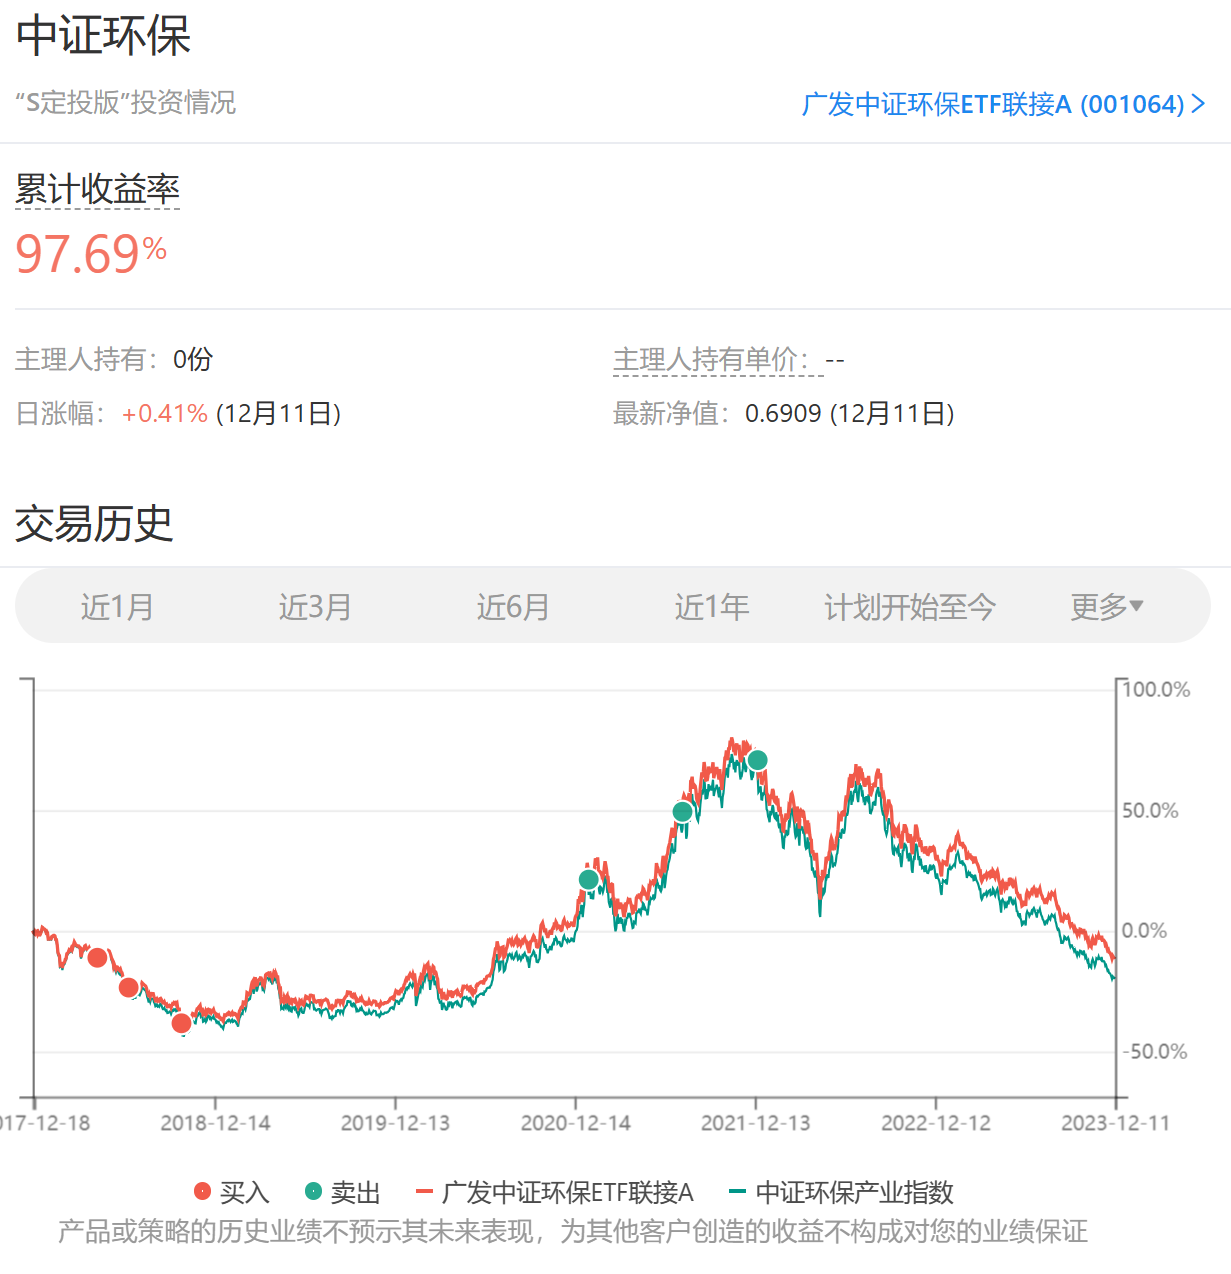 中证环保
“S定投版”投资情况 广发中证环保ETF联接A (001064)
累计收益率
97.69%
主理人持有：0份 主理人持有单价：--
日涨幅：+0.41% (12月11日) 最新净值：0.6909 (12月11日)
交易历史
近1月 近3月 近6月 近1年 计划开始至今 更多▾
100.0%
50.0%
0.0%
-50.0%
17-12-18 2018-12-14 2019-12-13 2020-12-14 2021-12-13 2022-12-12 2023-12-11
买入 卖出 广发中证环保ETF联接A 中证环保产业指数
产品或策略的历史业绩不预示其未来表现，为其他客户创造的收益不构成对您的业绩保证